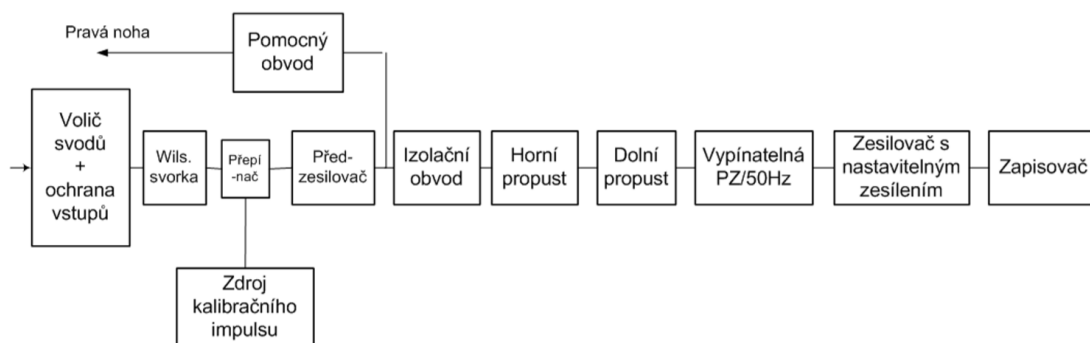 Pravá noha
Pomocný
obvod
Volič
svodů
+
ochrana
vstupů
Wils.
svorka
Přepí
-nač
Před-
zesilovač
Izolační
obvod
Horní
propust
Dolní
propust
Vypínatelná
PZ/50Hz
Zesilovač s
nastavitelným
zesílením
Zapisovač
Zdroj
kalibračního
impulsu